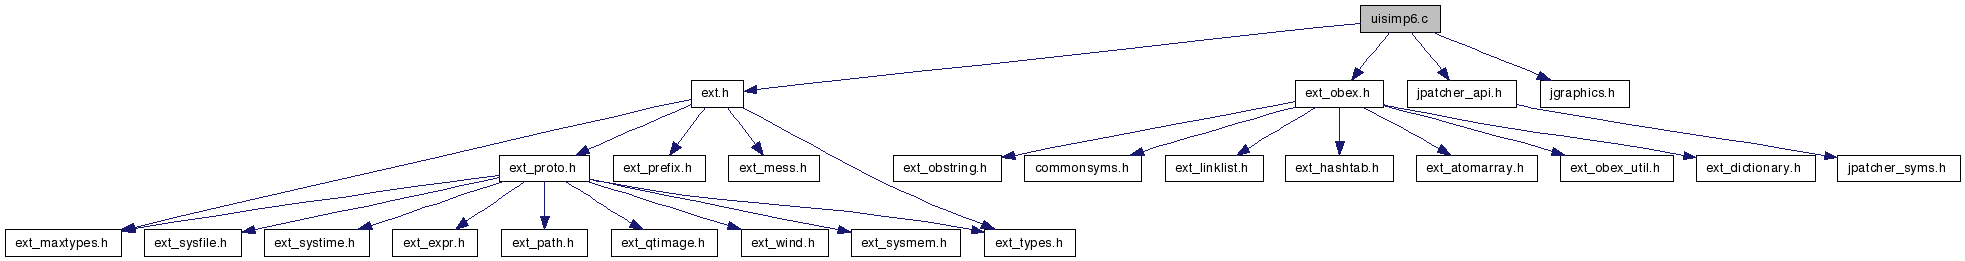 uisimp6.c
ext.h
ext_obex.h
jpatcher_api.h
jgraphics.h
ext_proto.h
ext_prefix.h
ext_mess.h
ext_obstring.h
commonsyms.h
ext_linklist.h
ext_hashtab.h
ext_atomarray.h
ext_obex_util.h
ext_dictionary.h
jpatcher_syms.h
ext_maxtypes.h
ext_sysfile.h
ext_systime.h
ext_expr.h
ext_path.h
ext_qtimage.h
ext_wind.h
ext_sysmem.h
ext_types.h